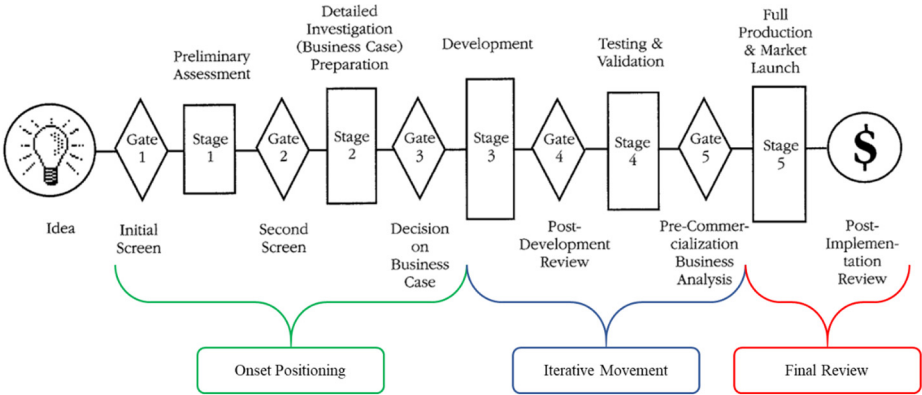 Preliminary
Assessment
Detailed
Investigation
(Business Case)
Preparation
Development
Testing &
Validation
Full
Production
& Market
Launch
Gate
1
Stage
1
Gate
2
Stage
2
Gate
3
Stage
3
Gate
4
Stage
4
Gate
5
Stage
5
$
Idea
Initial
Screen
Second
Screen
Decision
on
Business
Case
Post-
Development
Review
Pre-Commer-
cialization
Business
Analysis
Post-
Implemen-
tation
Review
Onset Positioning
Iterative Movement
Final Review